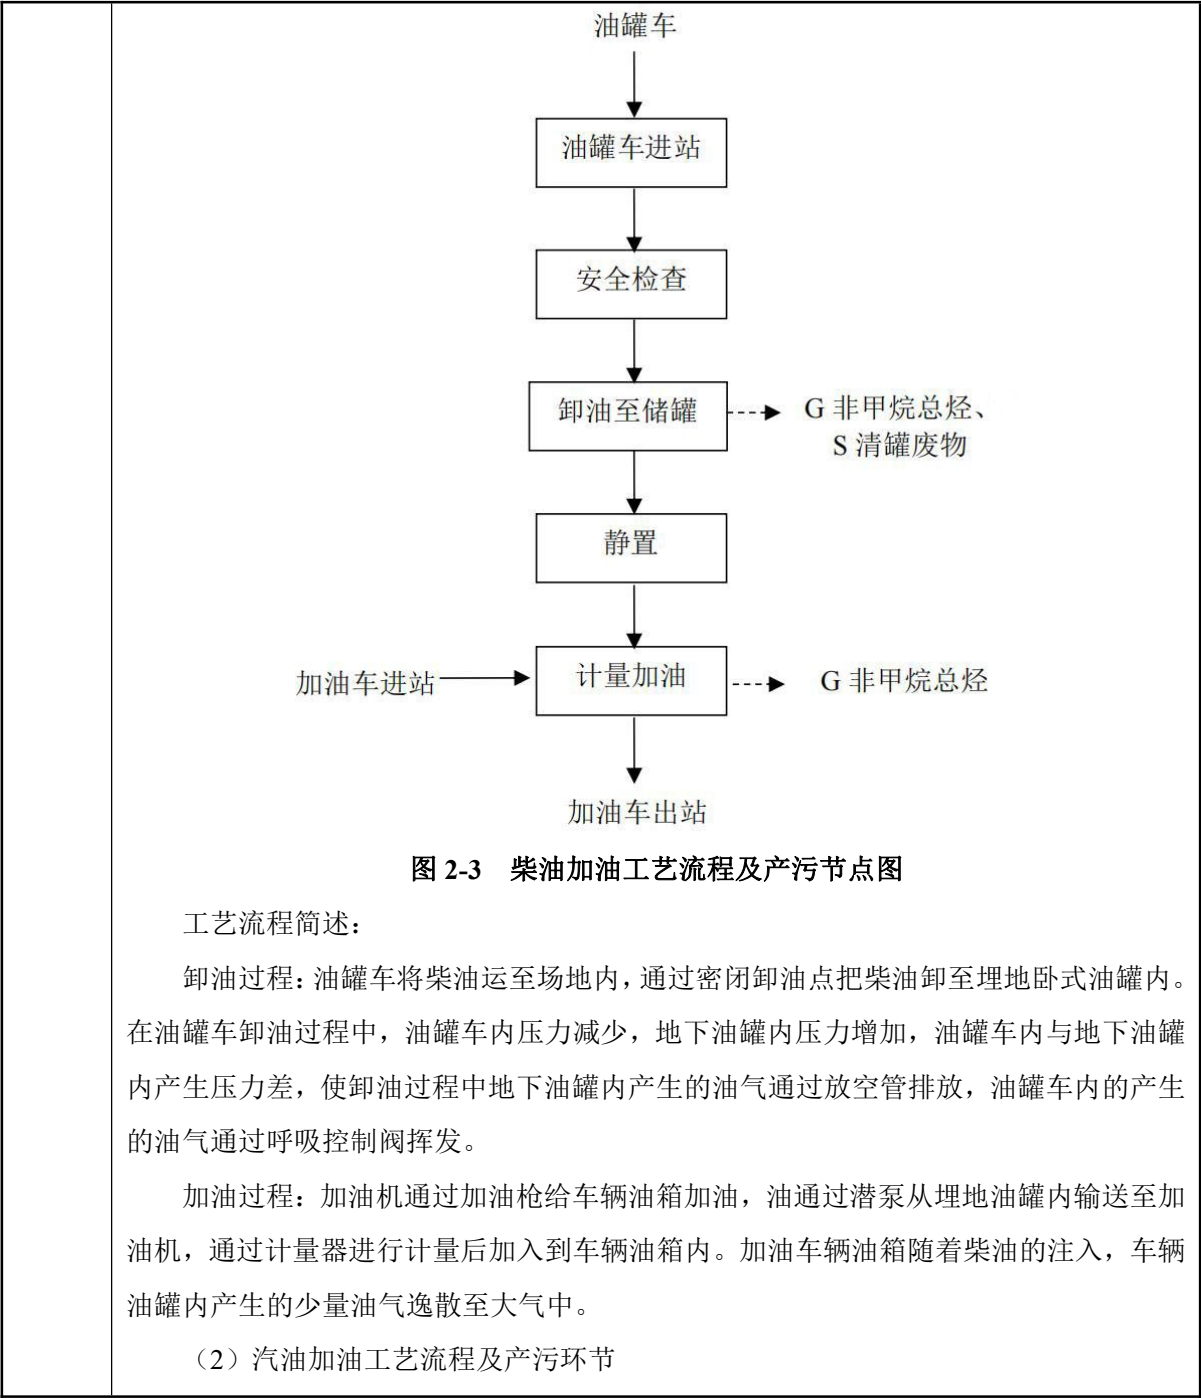 油罐车
油罐车进站
安全检查
卸油至储罐
G 非甲烷总烃、
S 清罐废物
静置
加油车进站
计量加油
G 非甲烷总烃
加油车出站
图 2-3 柴油加油工艺流程及产污节点图
工艺流程简述：
卸油过程：油罐车将柴油运至场地内，通过密闭卸油点把柴油卸至埋地卧式油罐内。
在油罐车卸油过程中，油罐车内压力减少，地下油罐内压力增加，油罐车内与地下油罐
内产生压力差，使卸油过程中地下油罐内产生的油气通过放空管排放，油罐车内的产生
的油气通过呼吸控制阀挥发。
加油过程：加油机通过加油枪给车辆油箱加油，油通过潜泵从埋地油罐内输送至加
油机，通过计量器进行计量后加入到车辆油箱内。加油车辆油箱随着柴油的注入，车辆
油罐内产生的少量油气逸散至大气中。
（2）汽油加油工艺流程及产污环节